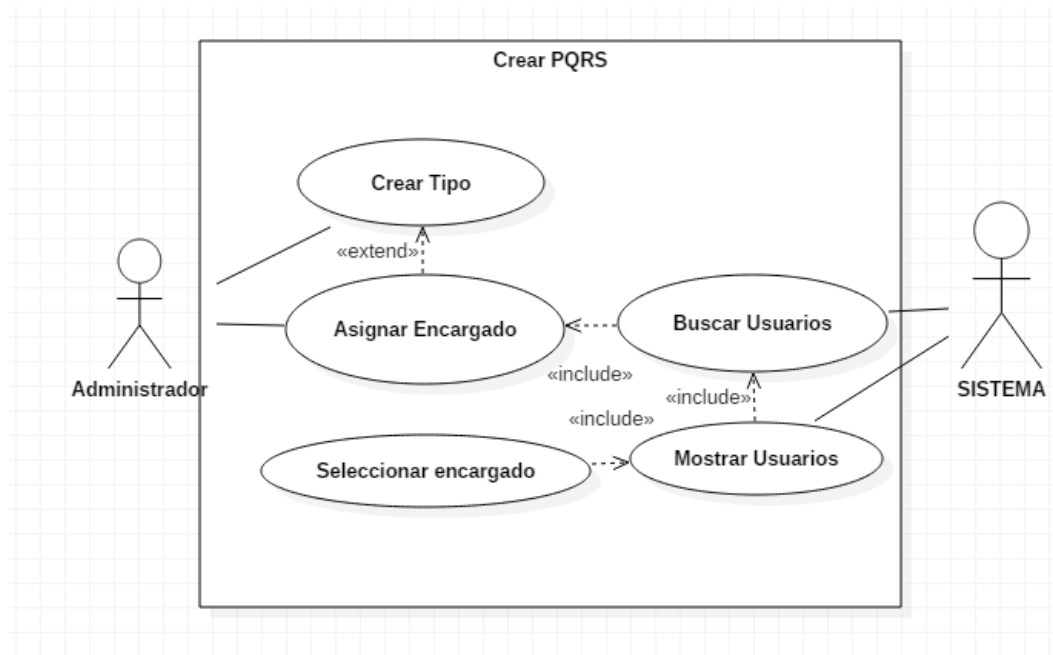 Crear PQRS
Crear Tipo
«extend»
Asignar Encargado
Buscar Usuarios
«include»
Administrador
«include»
SISTEMA
«include»
Seleccionar encargado
Mostrar Usuarios